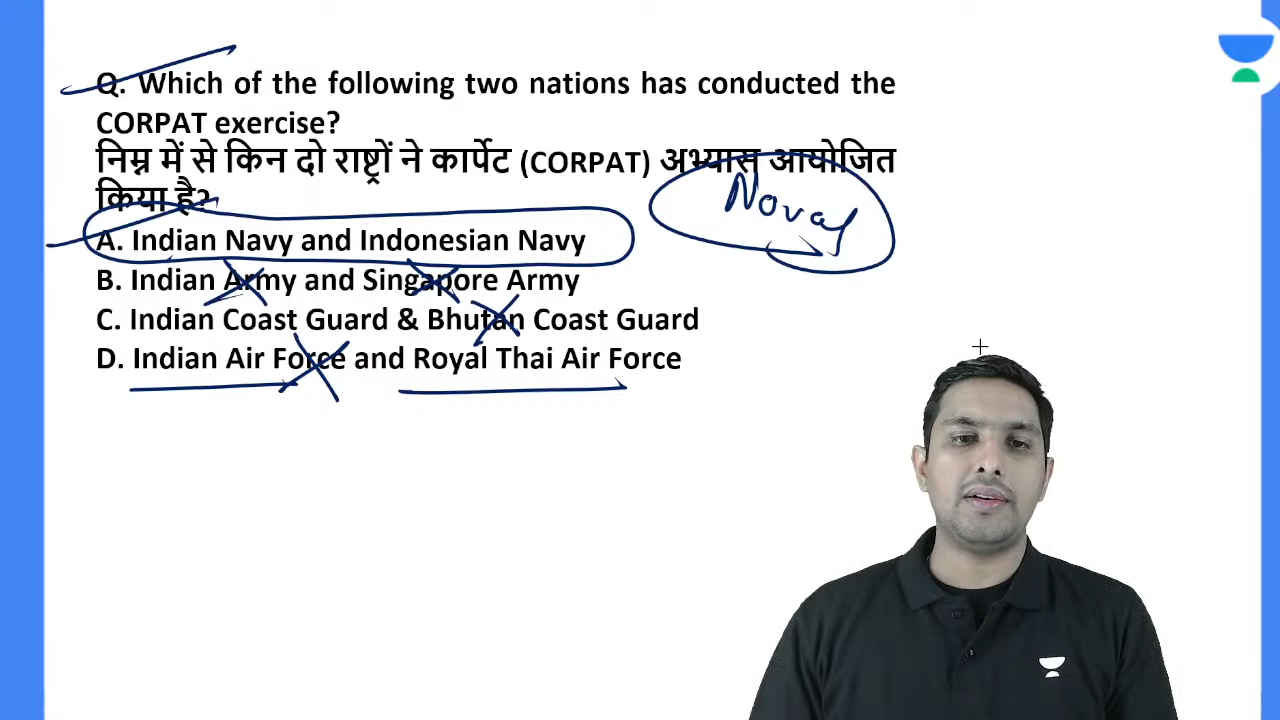 Q. Which of the following two nations has conducted the
CORPAT exercise?
निम्न में से किन दो राष्ट्रों ने कार्पेट (CORPAT) अभ्यास आयोजित
किया है?
Naval
A. Indian Navy and Indonesian Navy
B. Indian Army and Singapore Army
C. Indian Coast Guard & Bhutan Coast Guard
D. Indian Air Force and Royal Thai Air Force